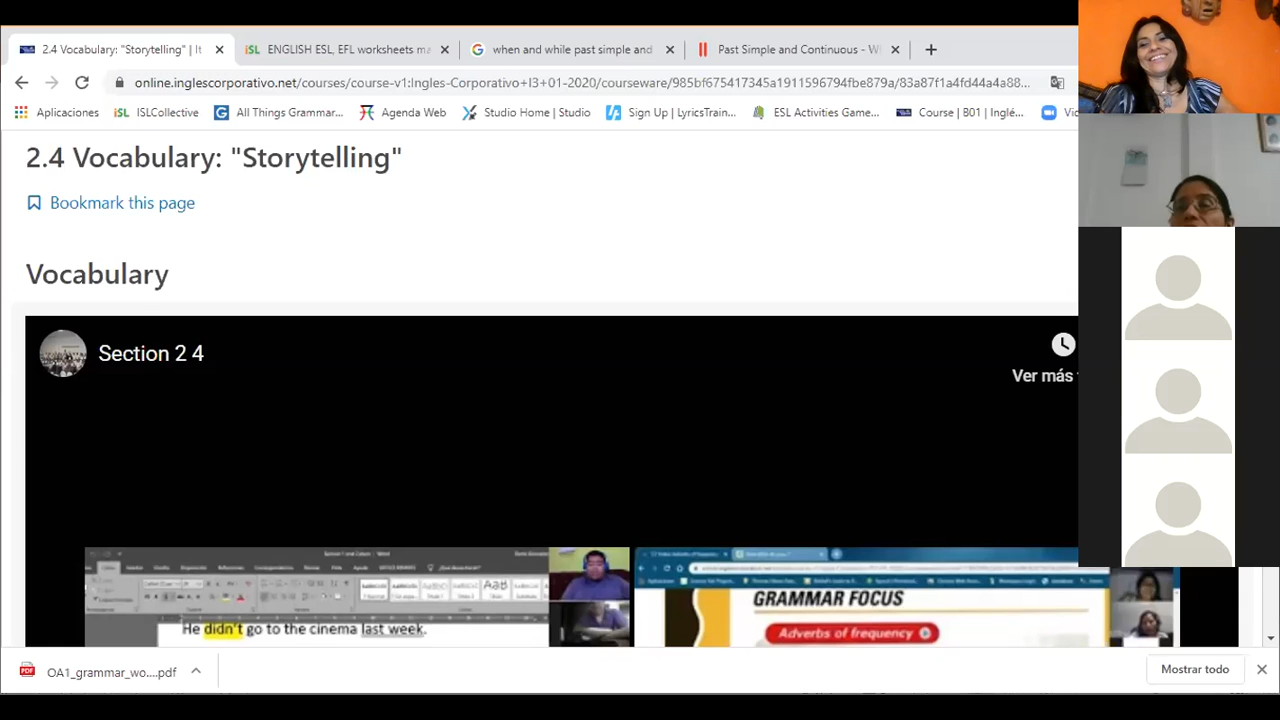 2.4 Vocabulary: "Storytelling" | It
ENGLISH ESL, EFL worksheets ma
when and while past simple and
Past Simple and Continuous - W
online.inglescorporativo.net/courses/course-v1:Ingles-Corporativo+I3+01-2020/courseware/985bf675417345a1911596794fbe879a/83a87f1a4fd44a4a88...
Aplicaciones
iSL ISLCollective
All Things Grammar...
Agenda Web
Studio Home | Studio
Sign Up | LyricsTrain...
ESL Activities Game...
Course | B01 | Inglé...
2.4 Vocabulary: "Storytelling"
Bookmark this page
Vocabulary
Section 2 4
Ver más
He didn't go to the cinema last week.
GRAMMAR FOCUS
Adverbs of frequency
OA1_grammar_wo....pdf
Mostrar todo